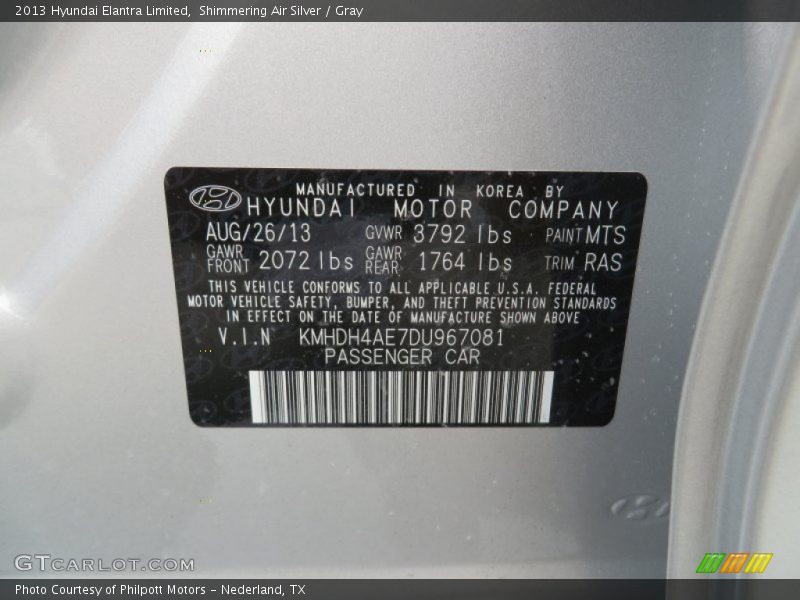 2013 Hyundai Elantra Limited,  Shimmering Air Silver / Gray
MANUFACTURED IN KOREA BY
HYUNDAI MOTOR COMPANY
AUG/26/13 GVWR 3792 lbs PAINT MTS
GAWR FRONT 2072 lbs GAWR REAR 1764 lbs TRIM RAS
THIS VEHICLE CONFORMS TO ALL APPLICABLE U.S.A. FEDERAL
MOTOR VEHICLE SAFETY, BUMPER, AND THEFT PREVENTION STANDARDS
IN EFFECT ON THE DATE OF MANUFACTURE SHOWN ABOVE
V.I.N KMHDH4AE7DU967081
PASSENGER CAR
GTCARLOT.COM
Photo Courtesy of Philpott Motors - Nederland, TX